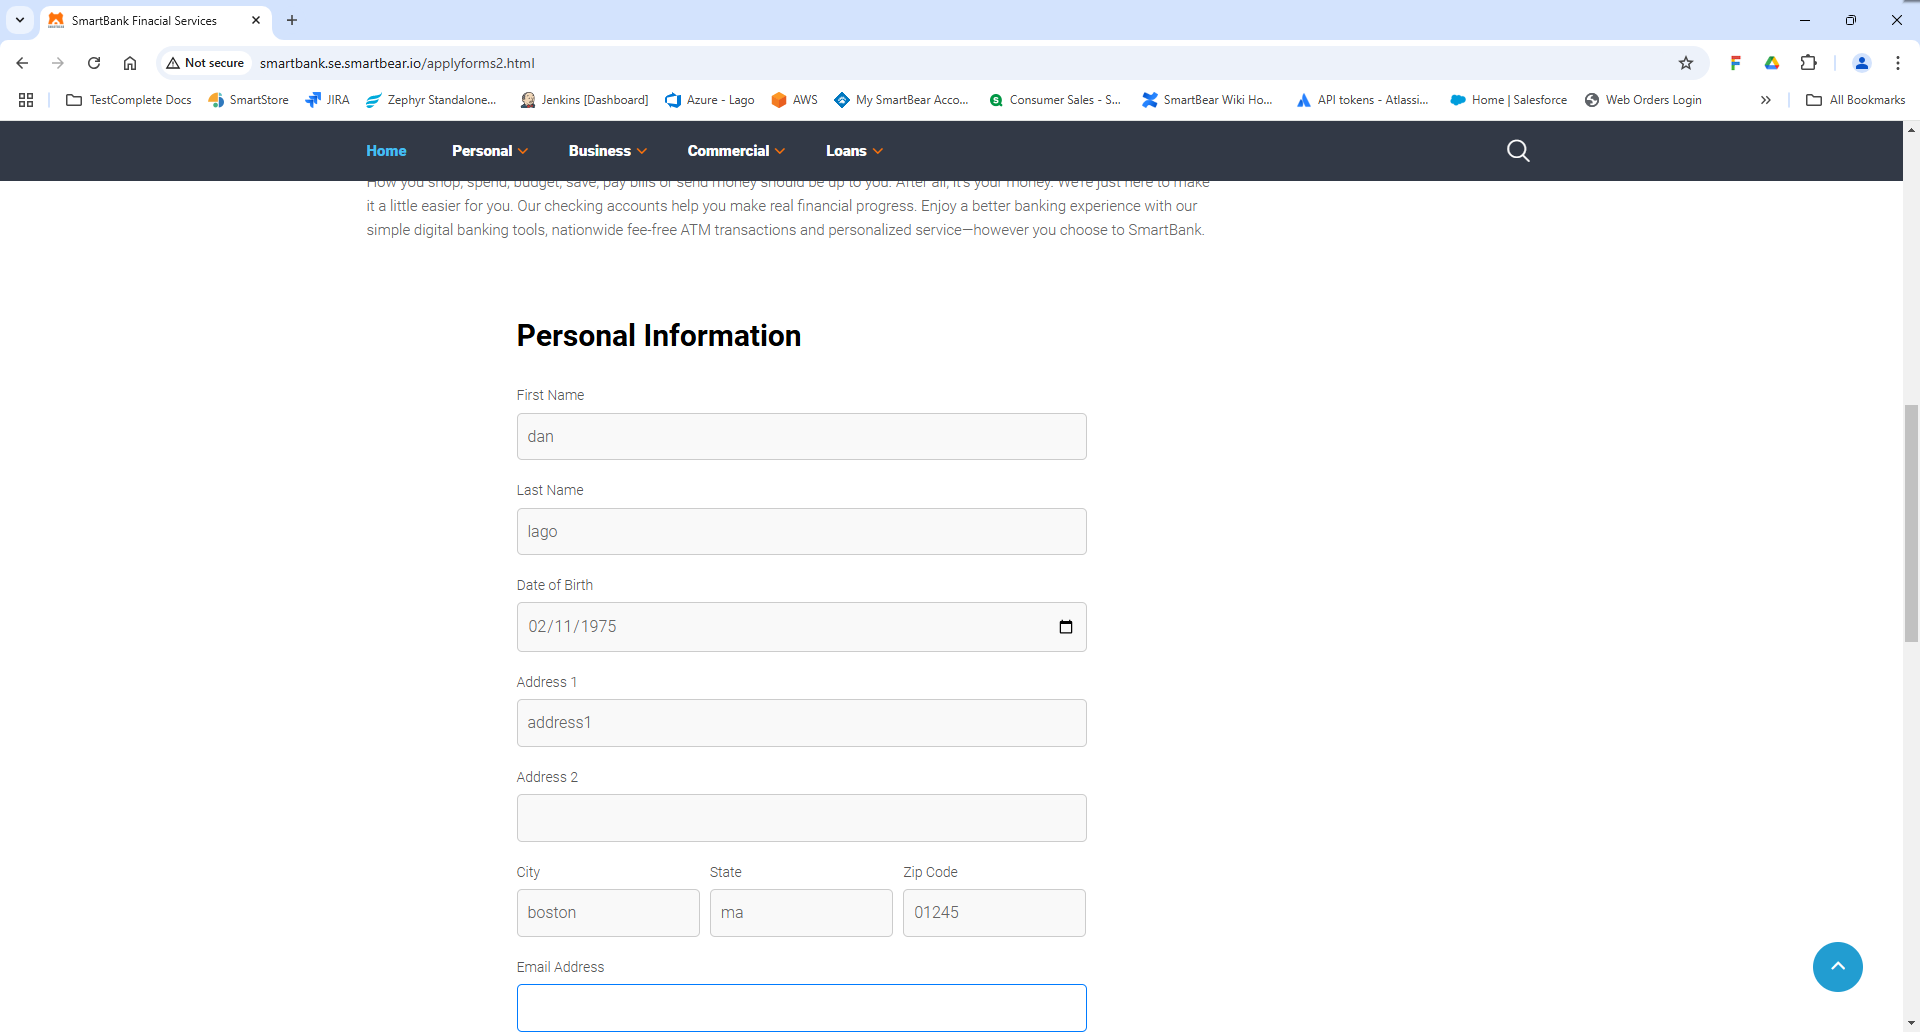 SmartBank Finacial Services
Not secure
smartbank.se.smartbear.io/applyforms2.html
TestComplete Docs
SmartStore
JIRA
Zephyr Standalone...
Jenkins [Dashboard]
Azure - Lago
AWS
My SmartBear Acco...
Consumer Sales - S...
SmartBear Wiki Ho...
API tokens - Atlassi...
Home | Salesforce
Web Orders Login
All Bookmarks
Home
Personal
Business
Commercial
Loans
How you shop, spend, budget, save, pay bills or send money should be up to you. After all, it's your money. We're just here to make
it a little easier for you. Our checking accounts help you make real financial progress. Enjoy a better banking experience with our
simple digital banking tools, nationwide fee-free ATM transactions and personalized service—however you choose to SmartBank.
Personal Information
First Name
dan
Last Name
lago
Date of Birth
02/11/1975
Address 1
address1
Address 2
City State Zip Code
boston ma 01245
Email Address